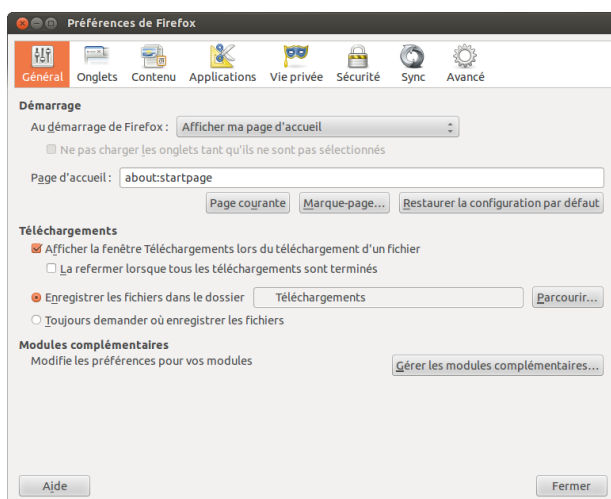 Préférences de Firefox
Général Onglets Contenu Applications Vie privée Sécurité Sync Avancé
Démarrage
Au démarrage de Firefox : Afficher ma page d'accueil
Ne pas charger les onglets tant qu'ils ne sont pas sélectionnés
Page d'accueil : about:startpage
Page courante Marque-page... Restaurer la configuration par défaut
Téléchargements
Afficher la fenêtre Téléchargements lors du téléchargement d'un fichier
La refermer lorsque tous les téléchargements sont terminés
Enregistrer les fichiers dans le dossier Téléchargements Parcourir...
Toujours demander où enregistrer les fichiers
Modules complémentaires
Modifie les préférences pour vos modules Gérer les modules complémentaires...
Aide Fermer